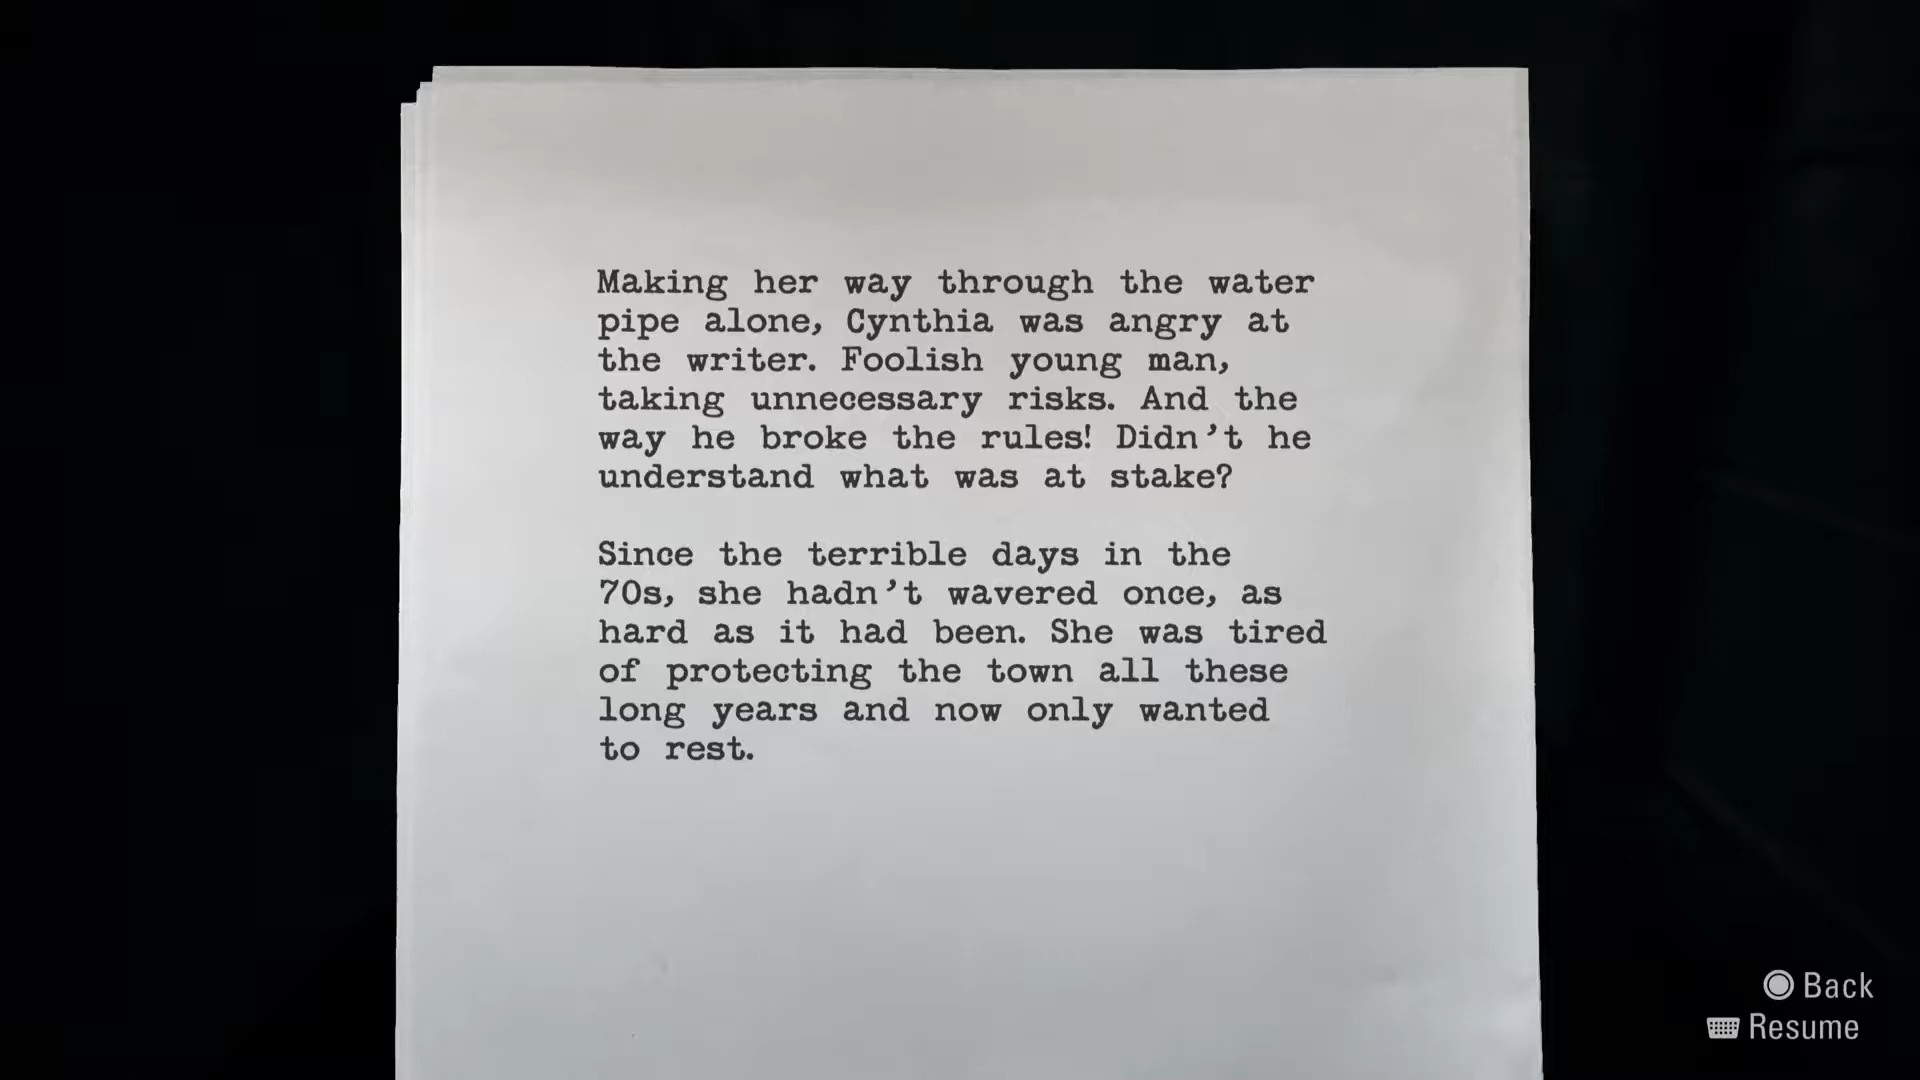 Making her way through the water
pipe alone, Cynthia was angry at
the writer. Foolish young man,
taking unnecessary risks. And the
way he broke the rules! Didn’t he
understand what was at stake?
Since the terrible days in the
70s, she hadn’t wavered once, as
hard as it had been. She was tired
of protecting the town all these
long years and now only wanted
to rest.
Back
Resume